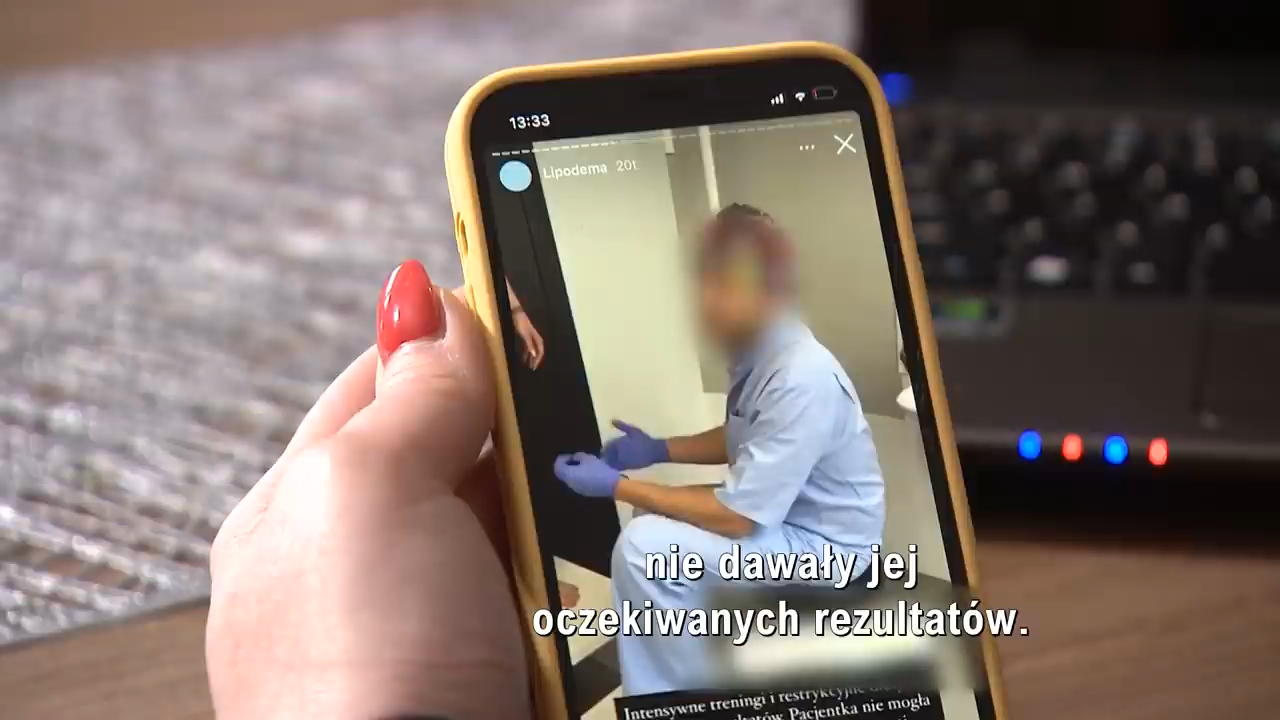 13:33
Lipodema 20t
nie dawały jej
oczekiwanych rezultatów.
Intensywne treningi i restrykcyjne
Pacjentka nie mogła